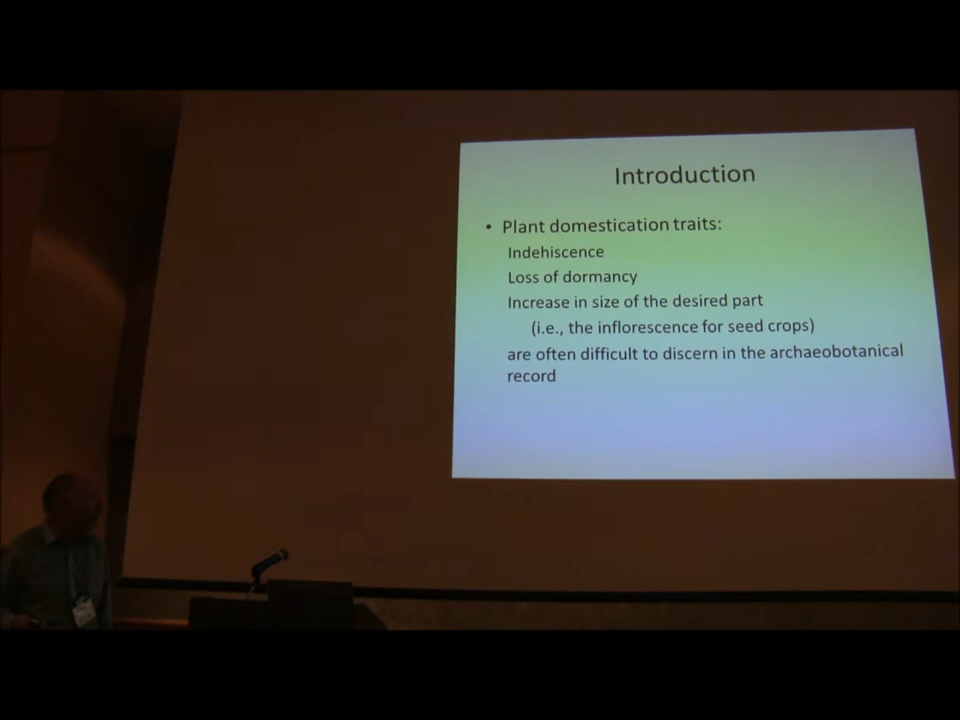 Introduction
• Plant domestication traits:
Indehiscence
Loss of dormancy
Increase in size of the desired part
(i.e., the inflorescence for seed crops)
are often difficult to discern in the archaeobotanical
record